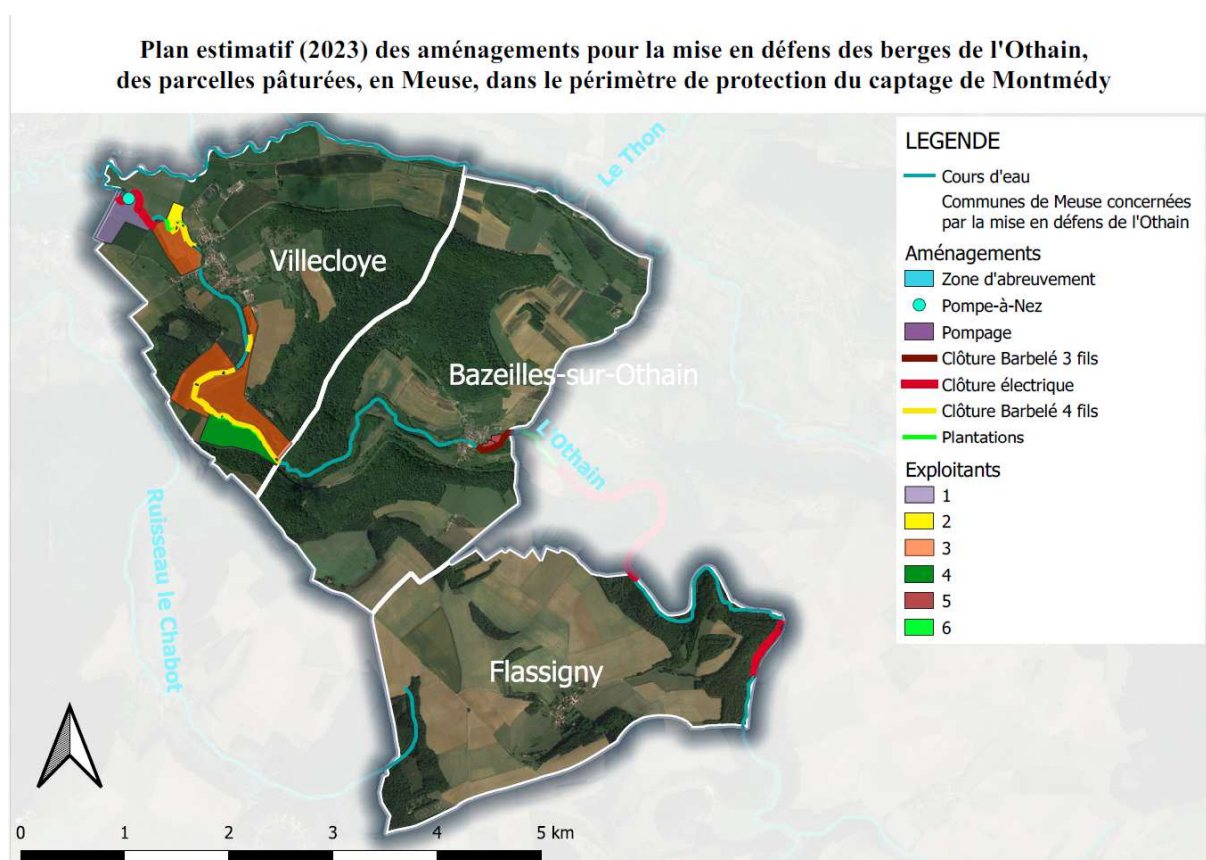 Plan estimatif (2023) des aménagements pour la mise en défens des berges de l'Othain,
des parcelles pâturées, en Meuse, dans le périmètre de protection du captage de Montmédy
LEGENDE
Cours d'eau
Communes de Meuse concernées
par la mise en défens de l'Othain
Aménagements
Zone d'abreuvement
Pompe-à-Nez
Pompage
Clôture Barbelé 3 fils
Clôture électrique
Clôture Barbelé 4 fils
Plantations
Exploitants
1
2
3
4
5
6
Le Thon
Villecloye
Bazeilles-sur-Othain
L'Othain
Ruisseau le Chabot
Flassigny
0 1 2 3 4 5 km